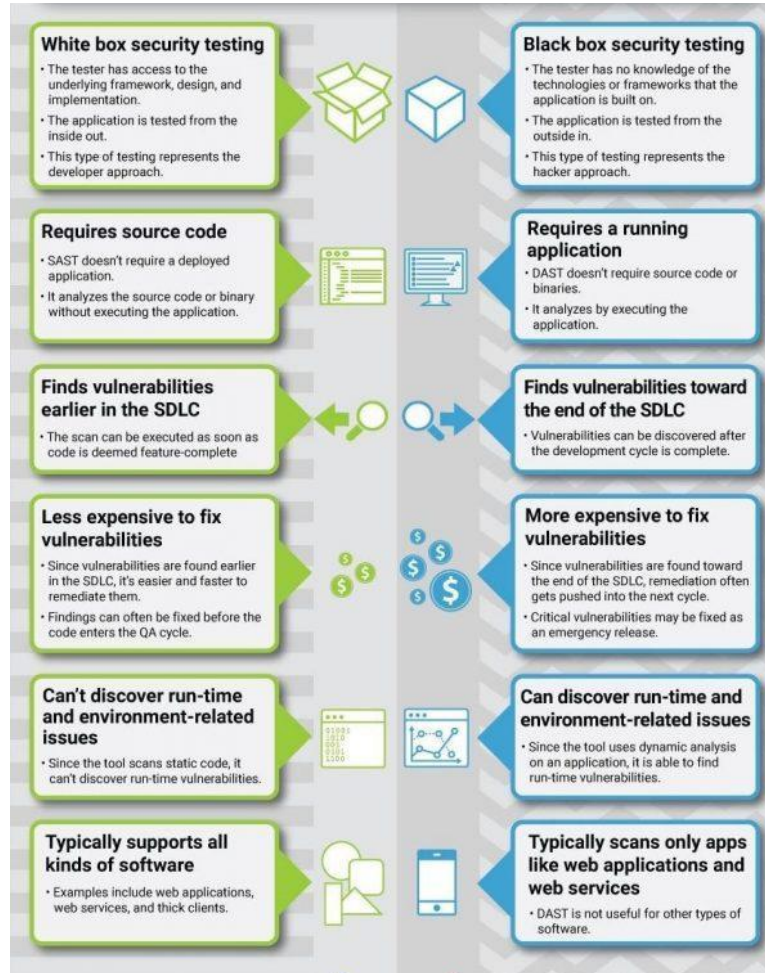 White box security testing
• The tester has access to the
underlying framework, design, and
implementation.
• The application is tested from the
inside out.
• This type of testing represents the
developer approach.
Black box security testing
• The tester has no knowledge of the
technologies or frameworks that the
application is built on.
• The application is tested from the
outside in.
• This type of testing represents the
hacker approach.
Requires source code
• SAST doesn't require a deployed
application.
• It analyzes the source code or binary
without executing the application.
Requires a running
application
• DAST doesn't require source code or
binaries.
• It analyzes by executing the
application.
Finds vulnerabilities
earlier in the SDLC
• The scan can be executed as soon as
code is deemed feature-complete
Finds vulnerabilities toward
the end of the SDLC
• Vulnerabilities can be discovered after
the development cycle is complete.
Less expensive to fix
vulnerabilities
• Since vulnerabilities are found earlier
in the SDLC, it's easier and faster to
remediate them.
• Findings can often be fixed before the
code enters the QA cycle.
$
$
$
$
$
$
$
$
More expensive to fix
vulnerabilities
• Since vulnerabilities are found toward
the end of the SDLC, remediation often
gets pushed into the next cycle.
• Critical vulnerabilities may be fixed as
an emergency release.
Can't discover run-time
and environment-related
issues
• Since the tool scans static code, it
can't discover run-time vulnerabilities.
01001
1010
001
0101
1100
Can discover run-time and
environment-related issues
• Since the tool uses dynamic analysis
on an application, it is able to find
run-time vulnerabilities.
Typically supports all
kinds of software
• Examples include web applications,
web services, and thick clients.
Typically scans only apps
like web applications and
web services
• DAST is not useful for other types of
software.